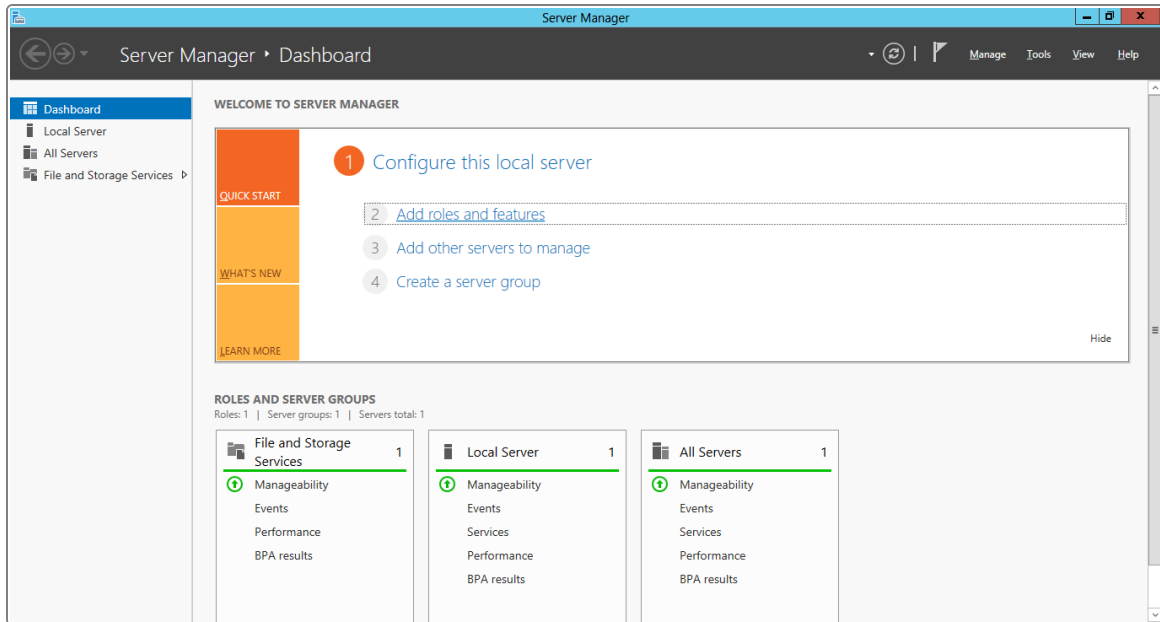 Server Manager
Server Manager • Dashboard
Manage Tools View Help
Dashboard
Local Server
All Servers
File and Storage Services
WELCOME TO SERVER MANAGER
QUICK START
WHAT'S NEW
LEARN MORE
1 Configure this local server
2 Add roles and features
3 Add other servers to manage
4 Create a server group
Hide
ROLES AND SERVER GROUPS
Roles: 1 | Server groups: 1 | Servers total: 1
File and Storage
Services 1
Manageability
Events
Performance
BPA results
Local Server 1
Manageability
Events
Services
Performance
BPA results
All Servers 1
Manageability
Events
Services
Performance
BPA results